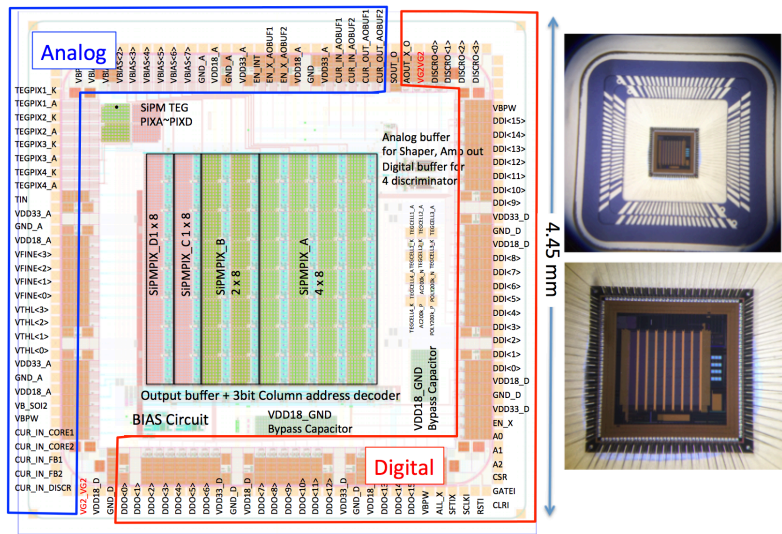 Analog
VBIAS<2>
VBIAS<3>
VBIAS<4>
VBIAS<5>
VBIAS<6>
VBIAS<7>
GND_A
VDD18_A
GND_A
VDD33_A
EN_INT
EN_X_AOBUF1
EN_X_AOBUF2
VDD18_A
GND
VDD33_A
CUR_IN_AOBUF1
CUR_IN_AOBUF2
CUR_OUT_AOBUF1
CUR_OUT_AOBUF2
SOUT_O
AOUT_X_O
VG2VG2
DISCRO<0>
DISCRO<1>
DISCRO<2>
DISCRO<3>
TEGPIX1_K
TEGPIX1_A
TEGPIX2_K
TEGPIX2_A
TEGPIX3_K
TEGPIX3_A
TEGPIX4_K
TEGPIX4_A
TIN
VDD33_A
GND_A
VDD18_A
VFINE<3>
VFINE<2>
VFINE<1>
VFINE<0>
VTHL<3>
VTHL<2>
VTHL<1>
VTHL<0>
VDD33_A
GND_A
VDD18_A
VB_SOI2
VBPW
CUR_IN_CORE1
CUR_IN_CORE2
CUR_IN_FB1
CUR_IN_FB2
CUR_IN_DISCR
SiPM TEG
PIXA~PIXD
Analog buffer
for Shaper, Amp out
Digital buffer for
4 discriminator
SiPMPIX_D1 x 8
SiPMPIX_C 1 x 8
SiPMPIX_B
2 x 8
SiPMPIX_A
4 x 8
Output buffer + 3bit Column address decoder
BIAS Circuit
VDD18_GND
Bypass Capacitor
VDD18_GND
Bypass Capacitor
VBPW
DDI<15>
DDI<14>
DDI<13>
DDI<12>
DDI<11>
DDI<10>
DDI<9>
VDD33_D
GND_D
VDD18_D
DDI<8>
DDI<7>
DDI<6>
DDI<5>
DDI<4>
DDI<3>
DDI<2>
DDI<1>
DDI<0>
VDD18_D
GND_D
VDD33_D
EN_X
A0
A1
A2
CSR
GATEI
CLRI
4.45 mm
Digital
VG2_VG2
VDD18_D
GND_D
DDO<0>
DDO<1>
DDO<2>
DDO<3>
DDO<4>
DDO<5>
DDO<6>
VDD33_D
GND_D
VDD18_D
DDO<7>
DDO<8>
DDO<9>
DDO<10>
DDO<11>
DDO<12>
VDD33_D
GND_D
VBPW
ALL_X
SFTX
SCLKI
RSTI